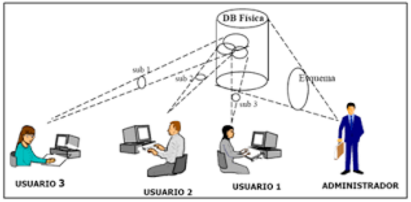 DB Física
sub 1
sub 2
sub 3
Esquema
USUARIO 3
USUARIO 2
USUARIO 1
ADMINISTRADOR